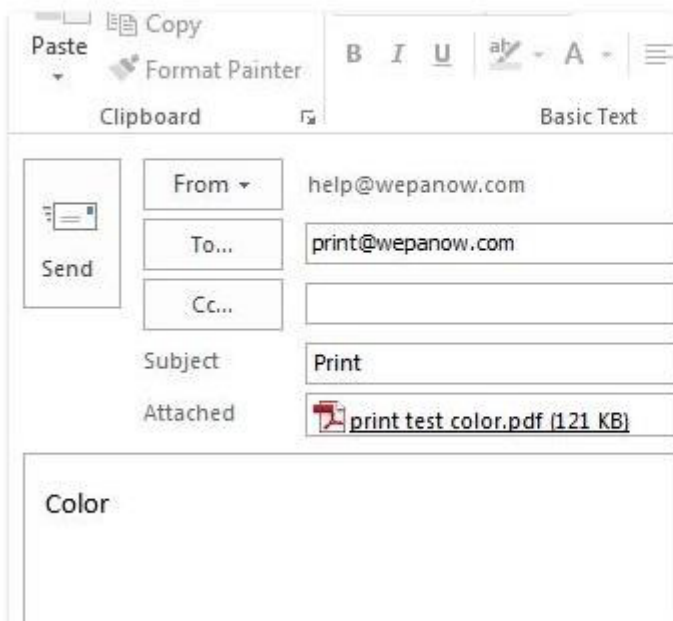 Copy
Paste
Format Painter
B I U A
Clipboard
Basic Text
From
help@wepanow.com
To...
print@wepanow.com
Send
Cc...
Subject
Print
Attached
print test color.pdf (121 KB)
Color